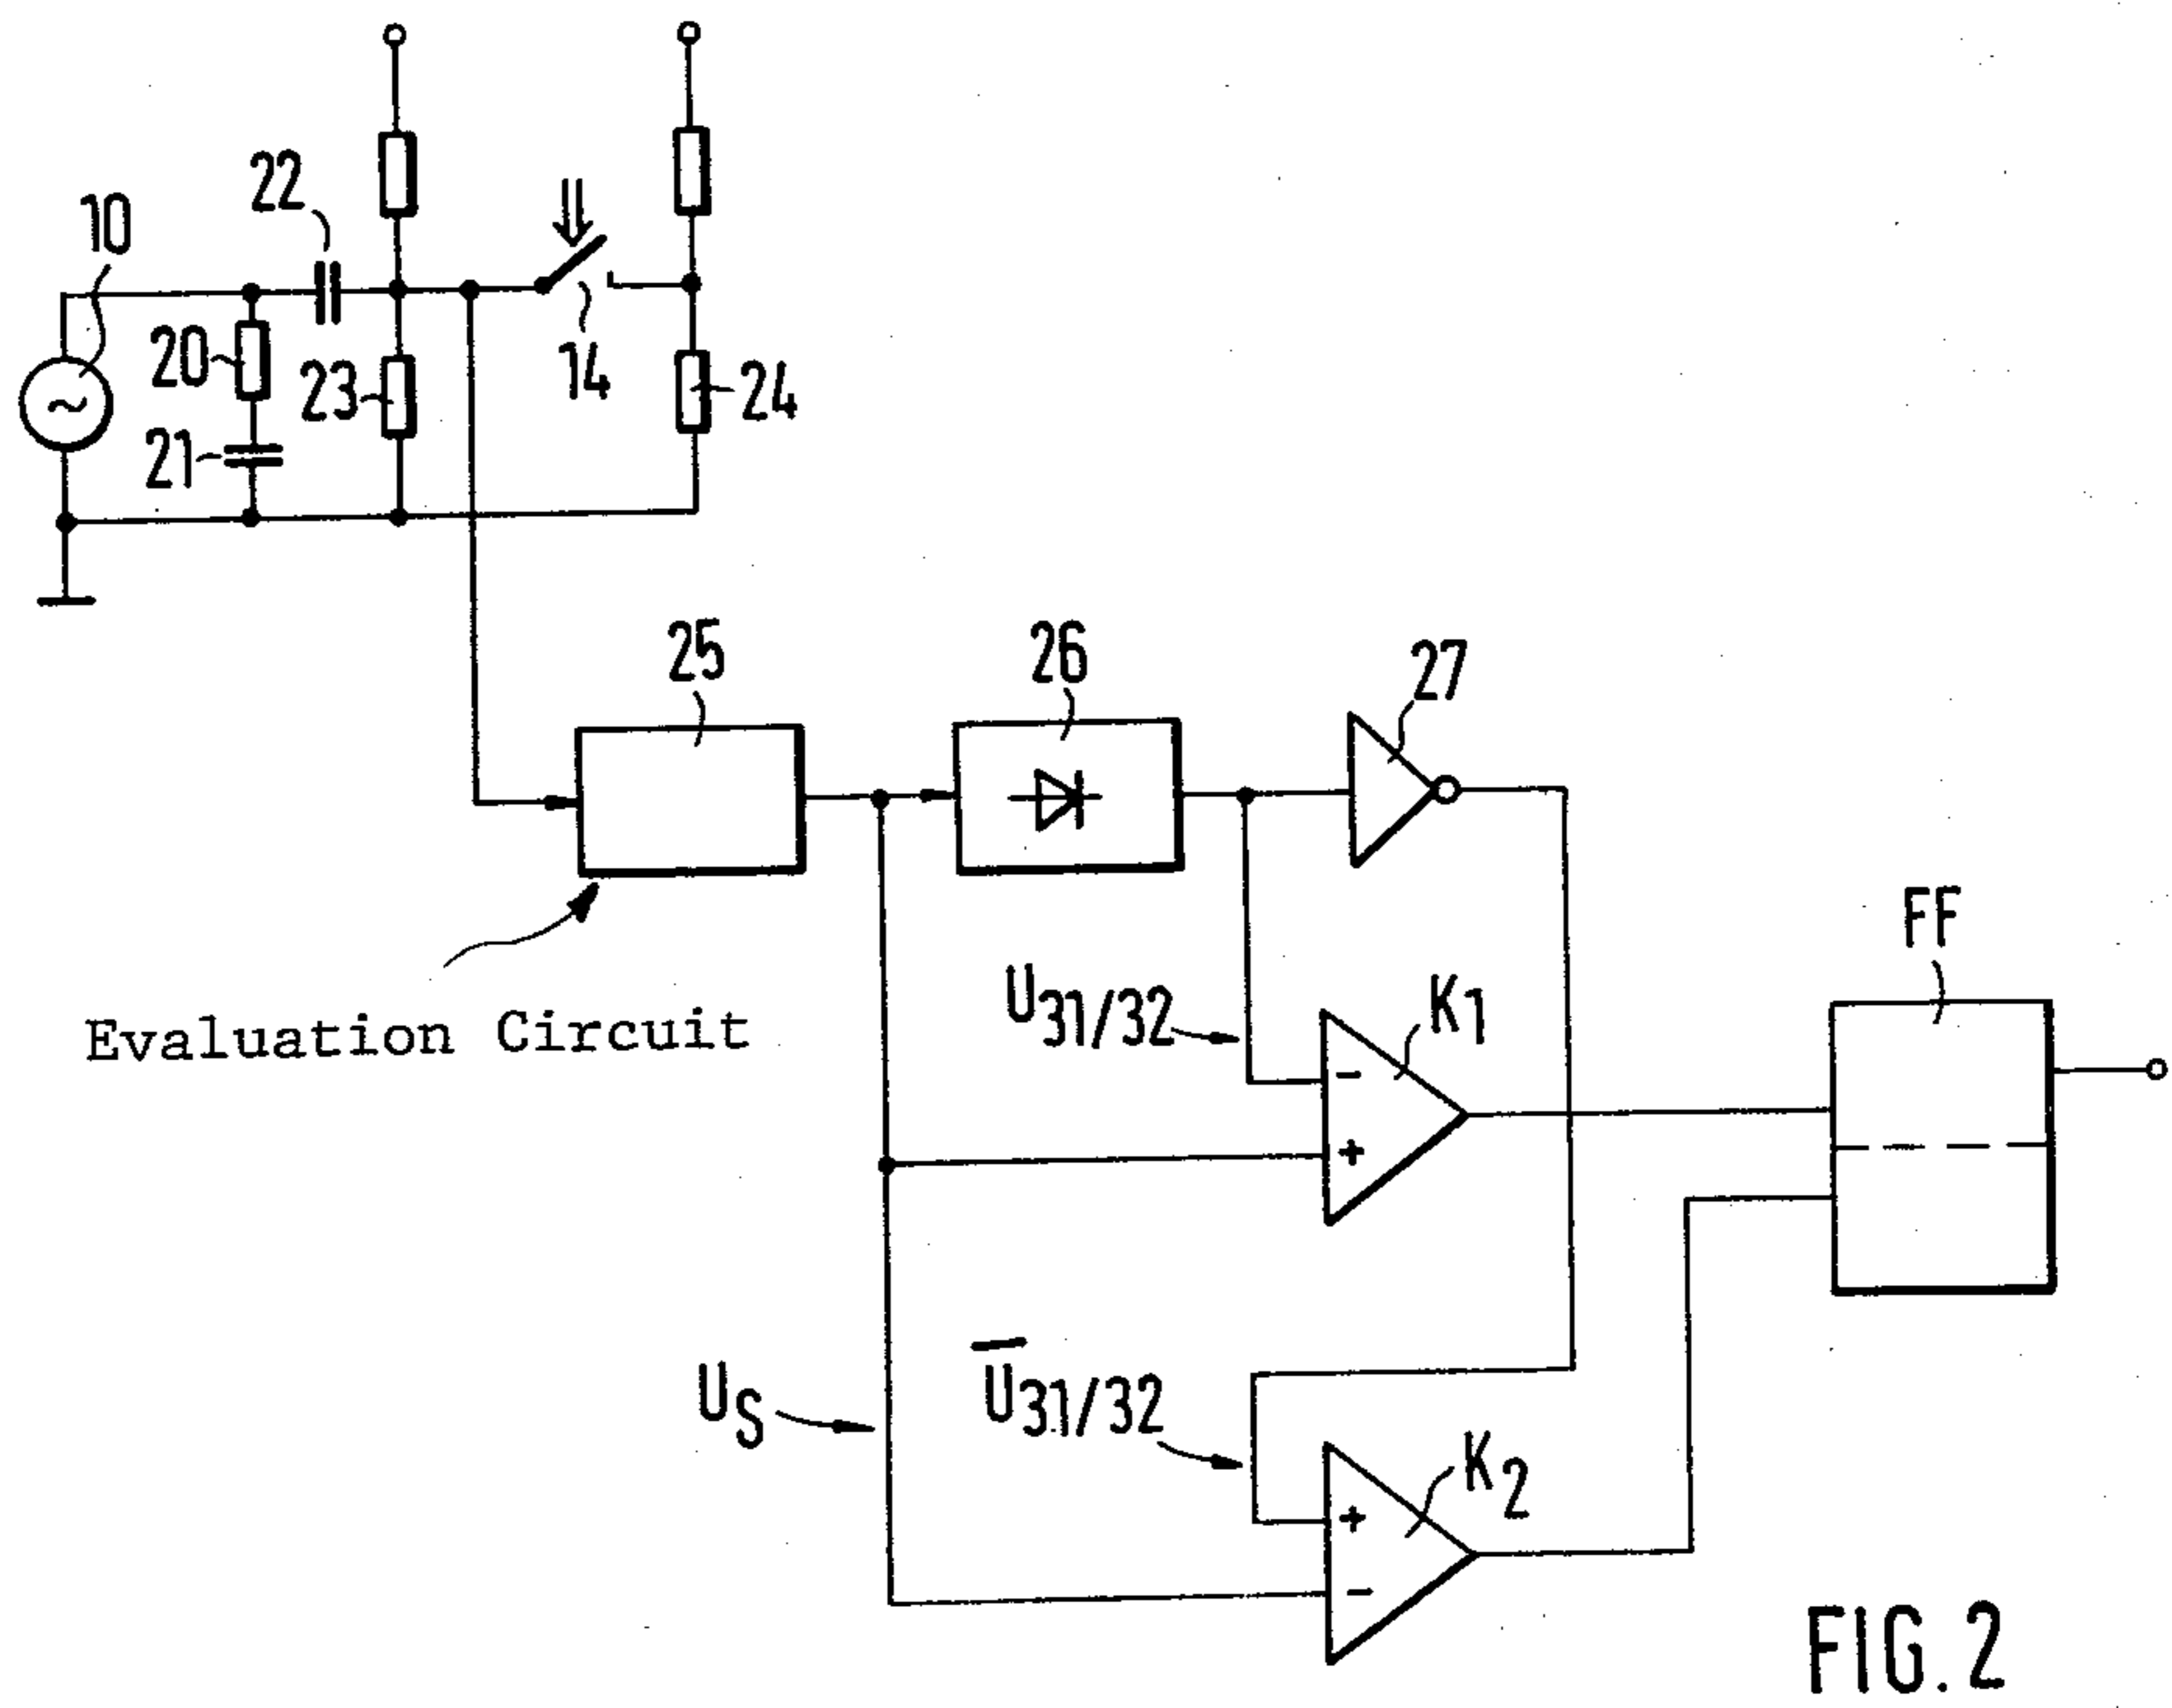 10
22
20
21
23
14
24
25
26
27
Evaluation Circuit
FF
U31/32
K1
-
+
US
U̅31/32
K2
+
-
FIG. 2